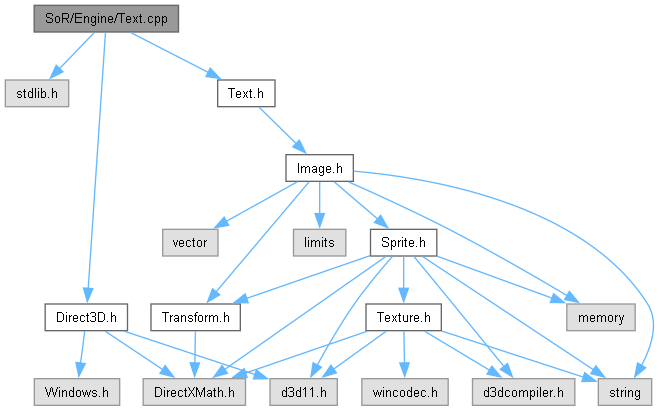 SoR/Engine/Text.cpp
stdlib.h
Text.h
Image.h
vector
limits
Sprite.h
Direct3D.h
Transform.h
Texture.h
memory
Windows.h
DirectXMath.h
d3d11.h
wincodec.h
d3dcompiler.h
string